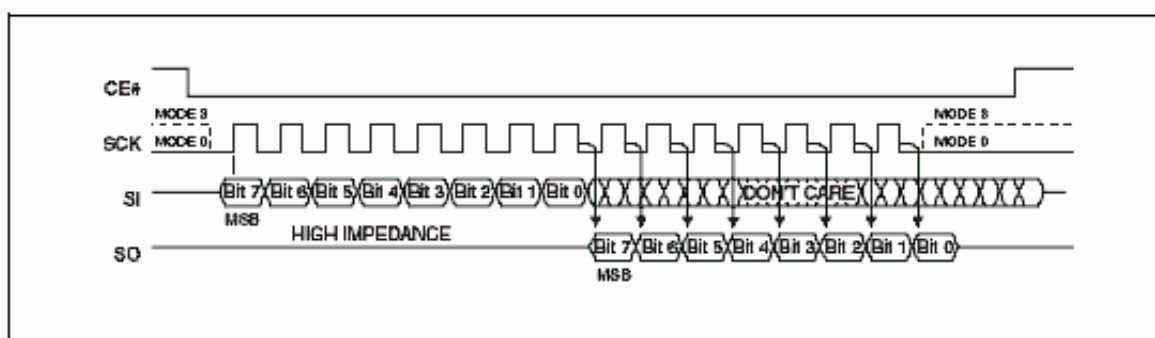 CE#
MODE 3 MODE 3
SCK MODE 0 MODE 0
SI Bit 7 Bit 6 Bit 5 Bit 4 Bit 3 Bit 2 Bit 1 Bit 0 DON'T CARE
MSB
HIGH IMPEDANCE
SO Bit 7 Bit 6 Bit 5 Bit 4 Bit 3 Bit 2 Bit 1 Bit 0
MSB